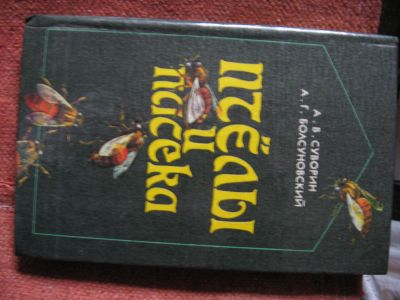 А. В. СУВОРИН
А. Г. БОЛСУНОВСКИЙ
ПЧЁЛЫ
И
пасека